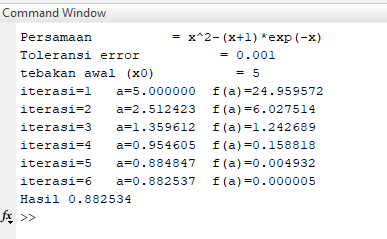 Command Window
Persamaan = x^2-(x+1)*exp(-x)
Toleransi error = 0.001
tebakan awal (x0) = 5
iterasi=1 a=5.000000 f(a)=24.959572
iterasi=2 a=2.512423 f(a)=6.027514
iterasi=3 a=1.359612 f(a)=1.242689
iterasi=4 a=0.954605 f(a)=0.158818
iterasi=5 a=0.884847 f(a)=0.004932
iterasi=6 a=0.882537 f(a)=0.000005
Hasil 0.882534
fx >>